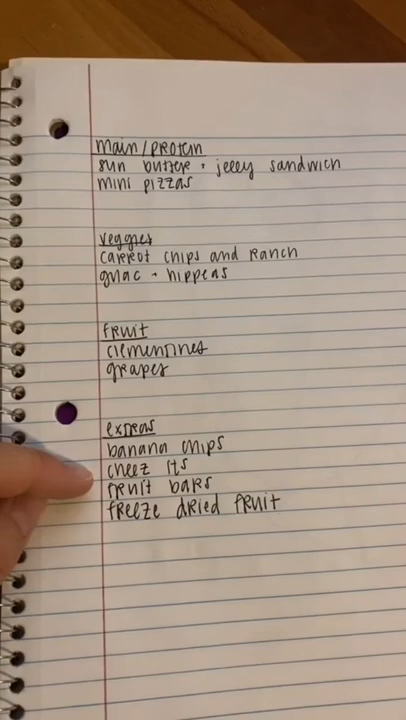 main/protein
sun butter + jelly sandwich
mini pizzas
veggies
carrot chips and ranch
guac + hippeas
fruit
clementines
grapes
extras
banana chips
cheez its
fruit bars
freeze dried fruit